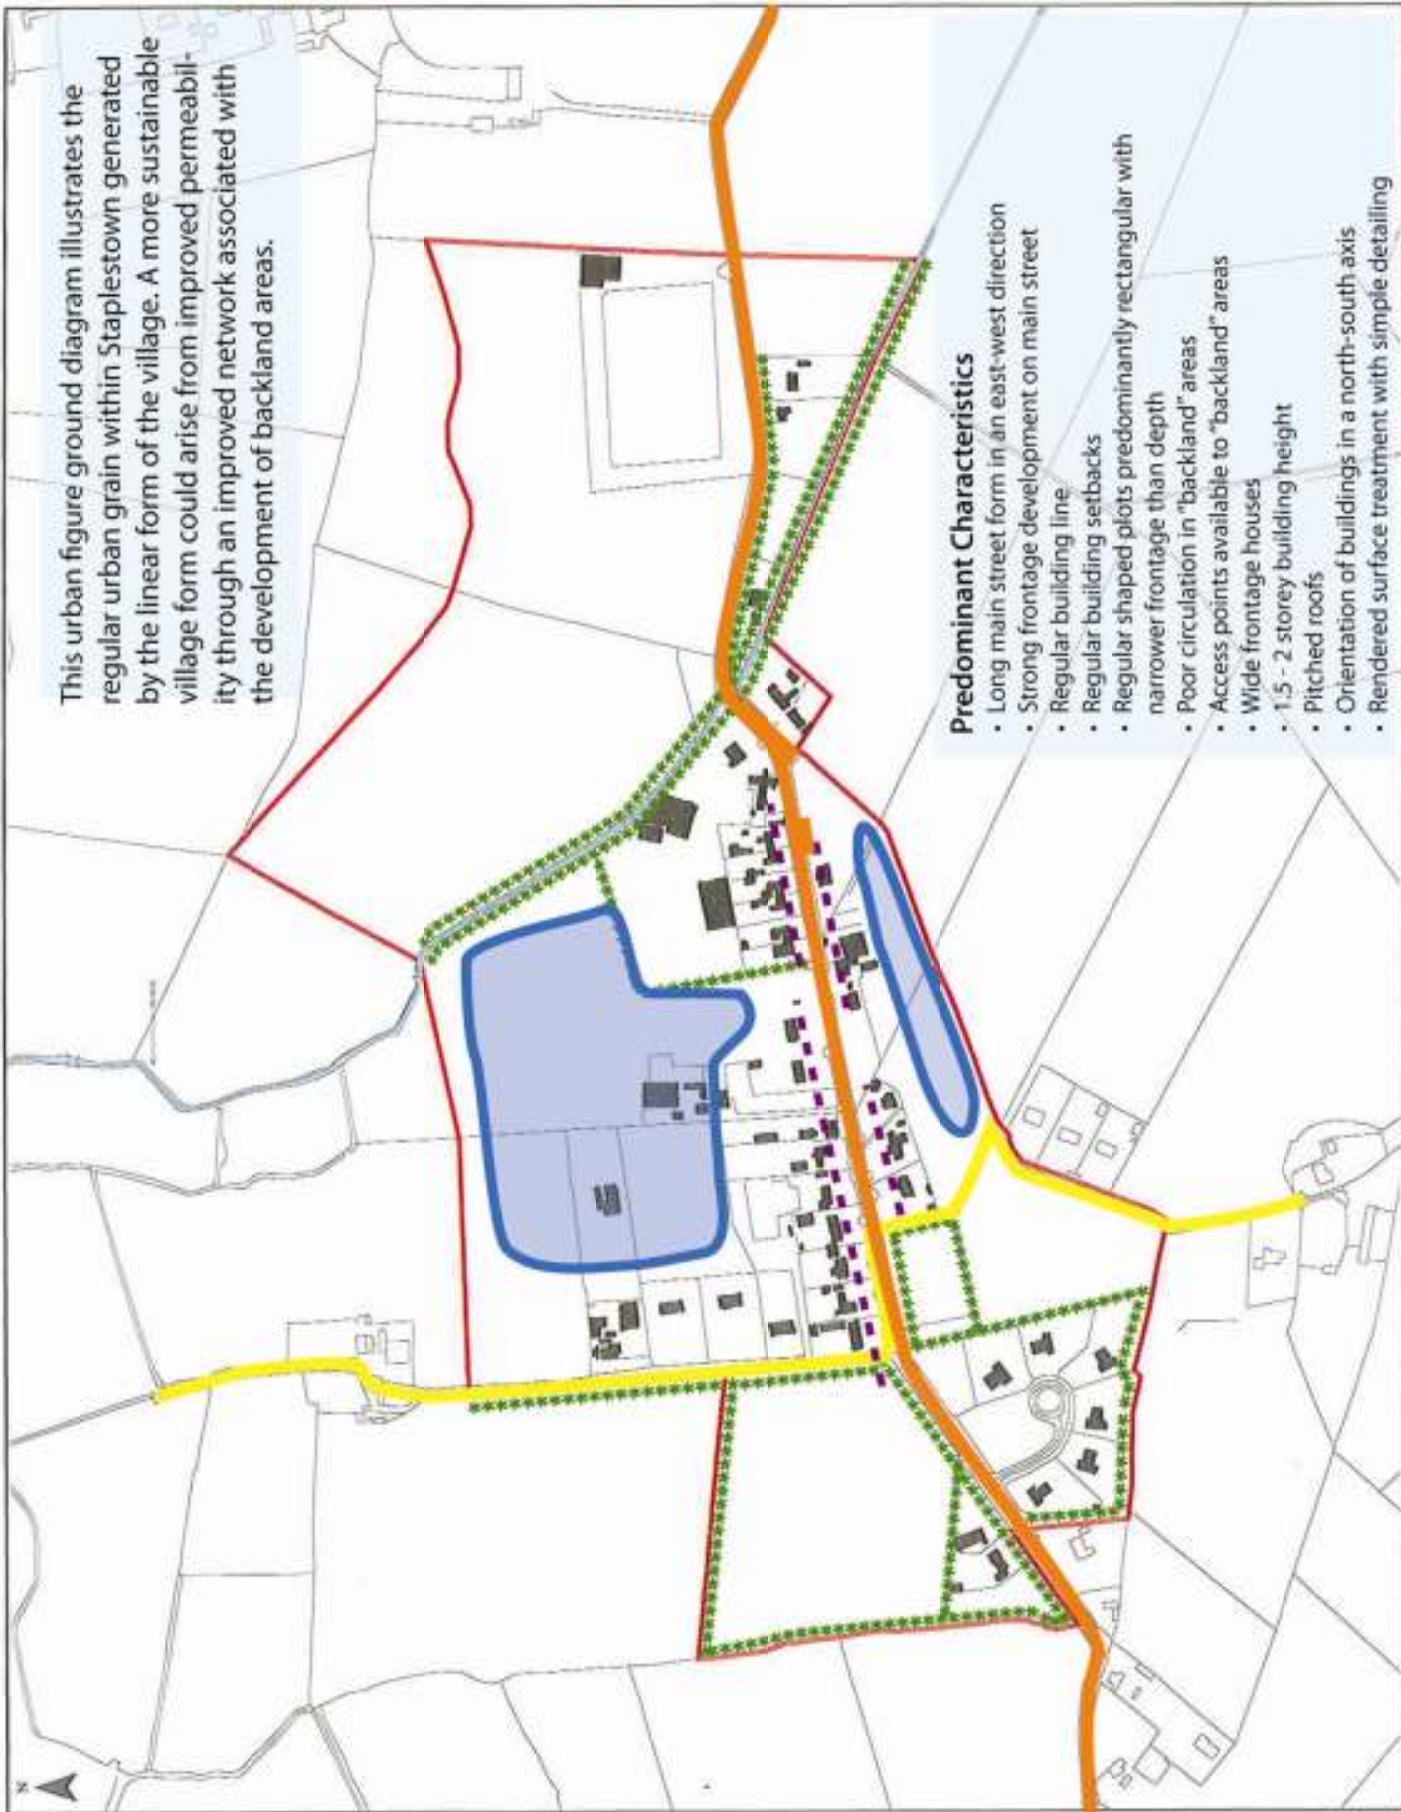 This urban figure ground diagram illustrates the
regular urban grain within Staplestown generated
by the linear form of the village. A more sustainable
village form could arise from improved permeabil-
ity through an improved network associated with
the development of backland areas.
N
Predominant Characteristics
• Long main street form in an east-west direction
• Strong frontage development on main street
• Regular building line
• Regular building setbacks
• Regular shaped plots predominantly rectangular with
narrower frontage than depth
• Poor circulation in "backland" areas
• Access points available to "backland" areas
• Wide frontage houses
• 1.5 - 2 storey building height
• Pitched roofs
• Orientation of buildings in a north-south axis
• Rendered surface treatment with simple detailing